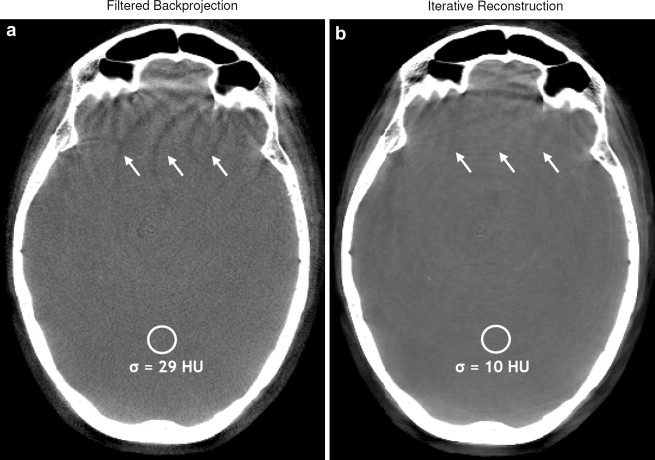 Filtered Backprojection
Iterative Reconstruction
a
b
σ = 29 HU
σ = 10 HU